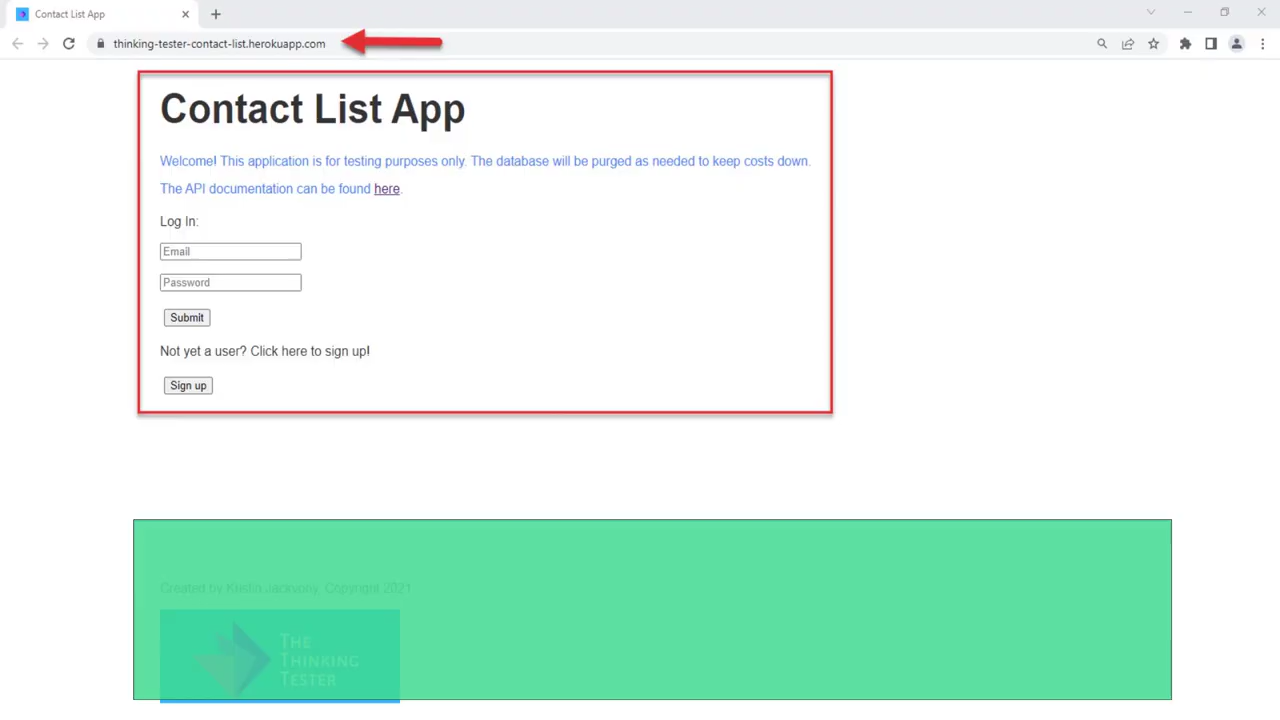 Contact List App
thinking-tester-contact-list.herokuapp.com
Contact List App
Welcome! This application is for testing purposes only. The database will be purged as needed to keep costs down.
The API documentation can be found here.
Log In:
Email
Password
Submit
Not yet a user? Click here to sign up!
Sign up
Created by Kristin Jackvony. Copyright 2021
THE
THINKING
TESTER